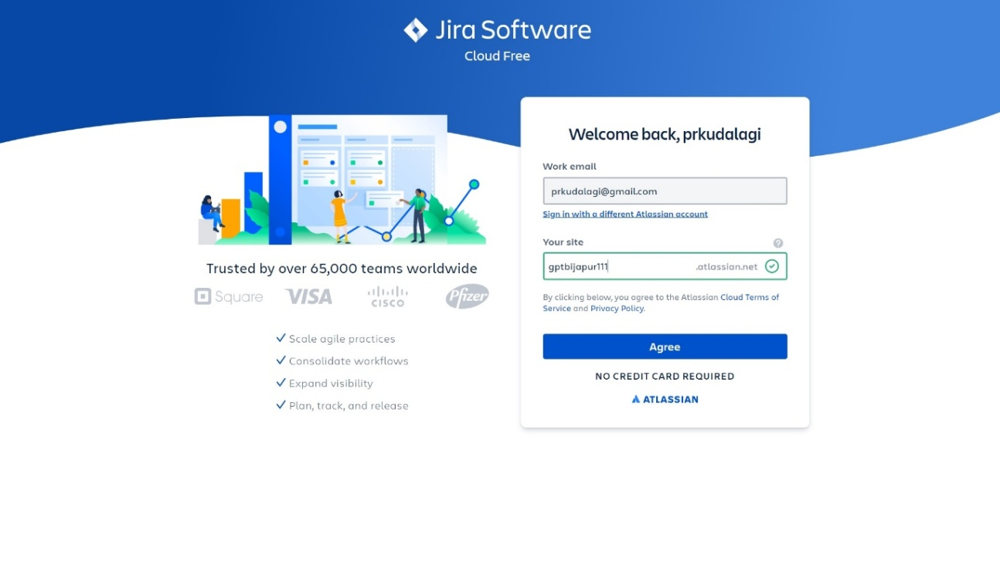 Jira Software
Cloud Free
Welcome back, prkudalagi
Work email
prkudalagi@gmail.com
Sign in with a different Atlassian account
Your site
?
gptbijapur111 .atlassian.net
By clicking below, you agree to the Atlassian Cloud Terms of
Service and Privacy Policy.
Agree
NO CREDIT CARD REQUIRED
ATLASSIAN
Trusted by over 65,000 teams worldwide
Square VISA CISCO Pfizer
Scale agile practices
Consolidate workflows
Expand visibility
Plan, track, and release